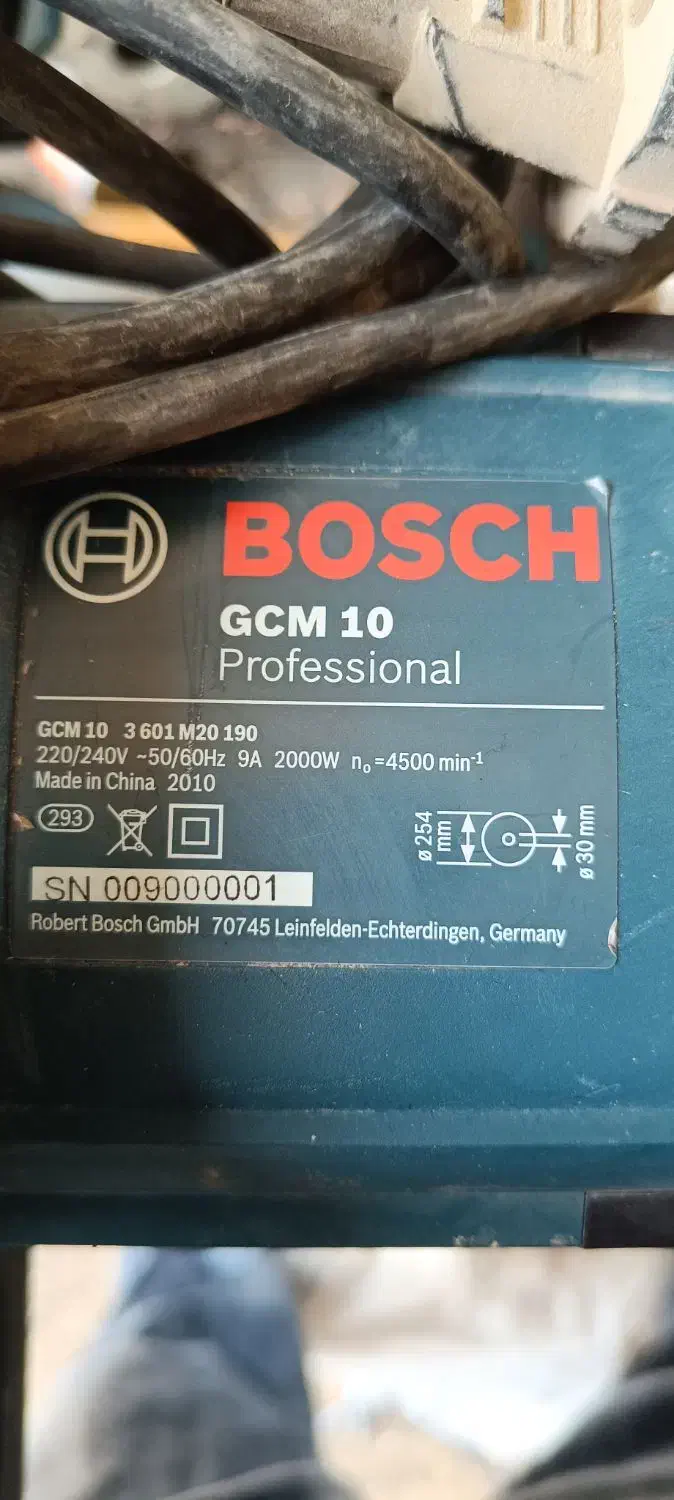 BOSCH
GCM 10
Professional
GCM 10 3 601 M20 190
220/240V ~50/60Hz 9A 2000W n₀=4500 min⁻¹
Made in China 2010
293
ø 254 mm
ø 30 mm
SN 009000001
Robert Bosch GmbH 70745 Leinfelden-Echterdingen, Germany